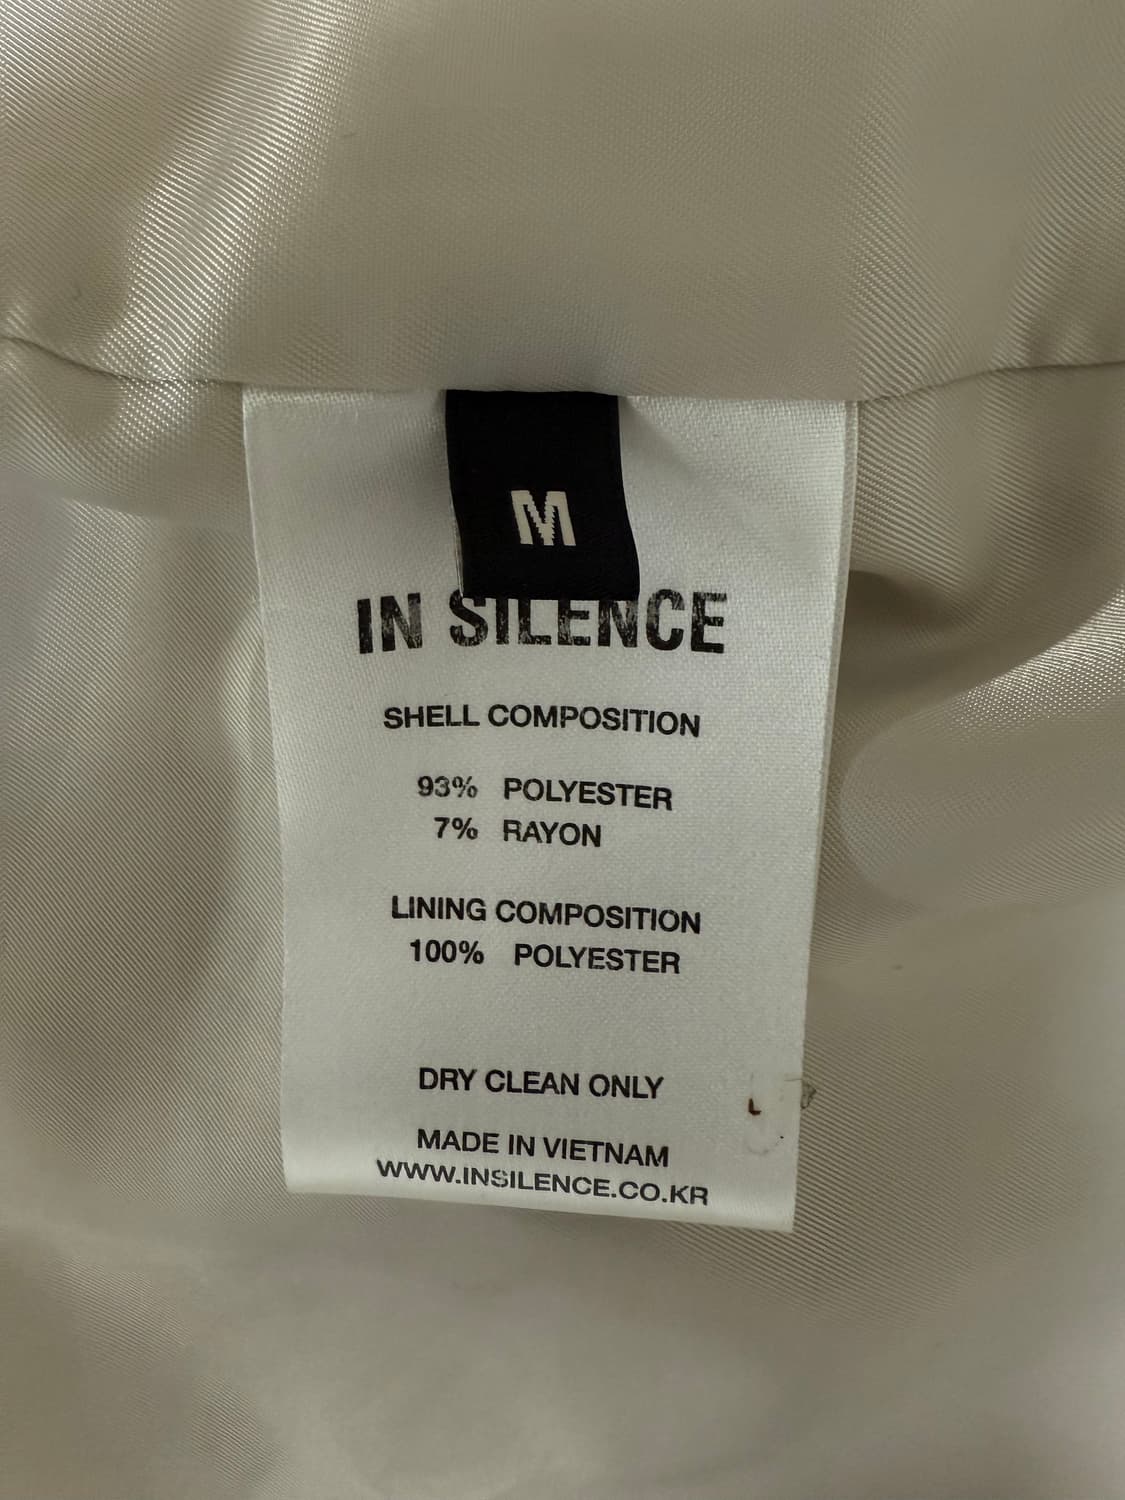 M
IN SILENCE
SHELL COMPOSITION
93% POLYESTER
7% RAYON
LINING COMPOSITION
100% POLYESTER
DRY CLEAN ONLY
MADE IN VIETNAM
WWW.INSILENCE.CO.KR